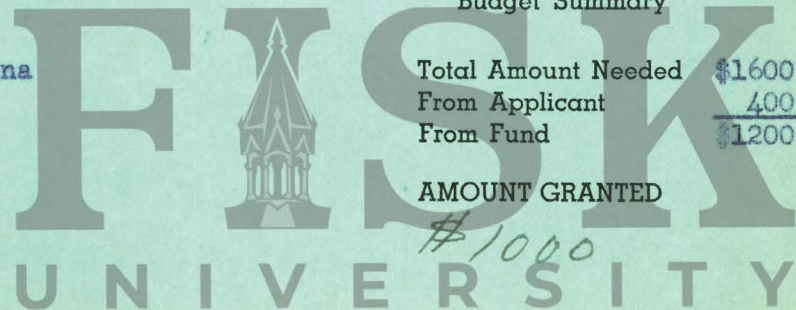 Budget Summary
na
Total Amount Needed $1600
From Applicant 400
From Fund $1200
AMOUNT GRANTED
$1000
FISK
UNIVERSITY